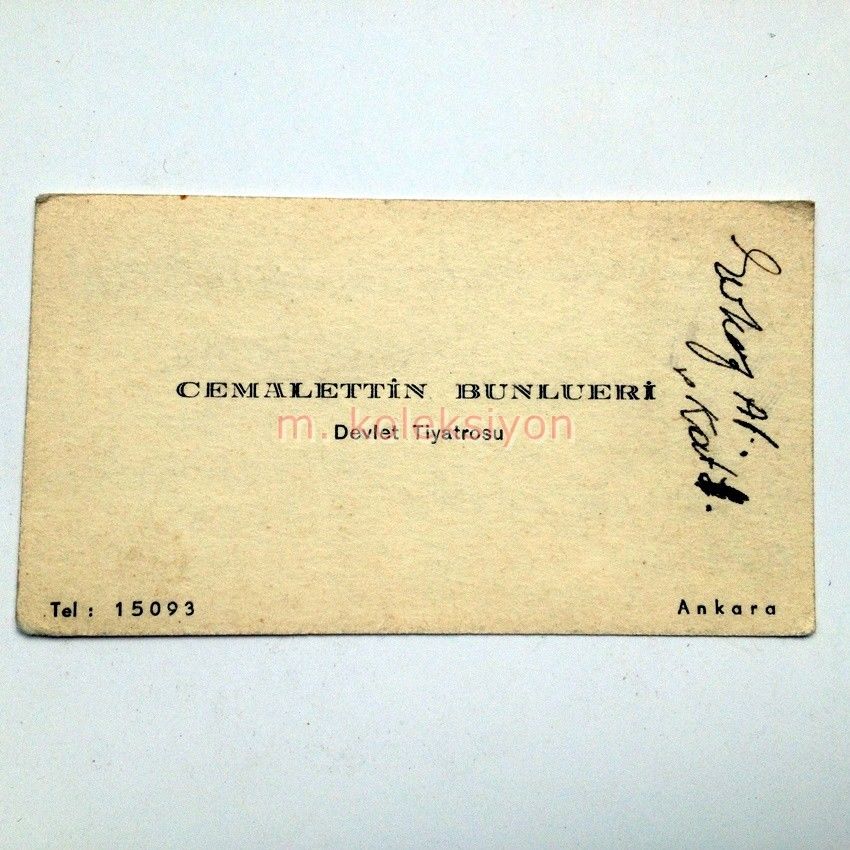 CEMALETTİN BUNLUERİ
m. koleksiyon
Devlet Tiyatrosu
Tel : 15093
Ankara